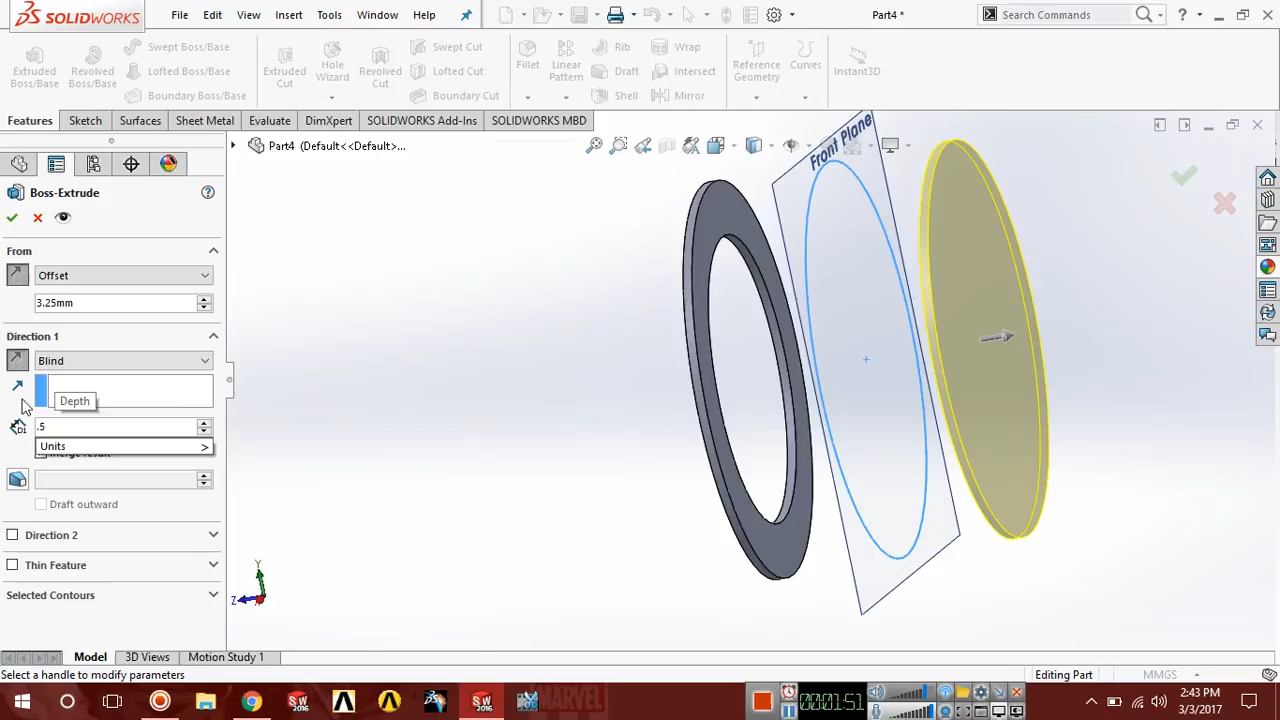 SOLIDWORKS
File Edit View Insert Tools Window Help
Part4 *
Search Commands
Extruded Boss/Base
Revolved Boss/Base
Swept Boss/Base
Lofted Boss/Base
Boundary Boss/Base
Extruded Cut
Hole Wizard
Revolved Cut
Swept Cut
Lofted Cut
Boundary Cut
Fillet
Linear Pattern
Rib
Draft
Shell
Wrap
Intersect
Mirror
Reference Geometry
Curves
Instant3D
Features Sketch Surfaces Sheet Metal Evaluate DimXpert SOLIDWORKS Add-Ins SOLIDWORKS MBD
Part4 (Default<<Default>...
Front Plane
Boss-Extrude
From
Offset
3.25mm
Direction 1
Blind
Depth
.5
Units >
Draft outward
Direction 2
Thin Feature
Selected Contours
Y
Z
Model 3D Views Motion Study 1
Select a handle to modify parameters
Editing Part
MMGS
MARVEL
00:01:51
2:43 PM
3/3/2017